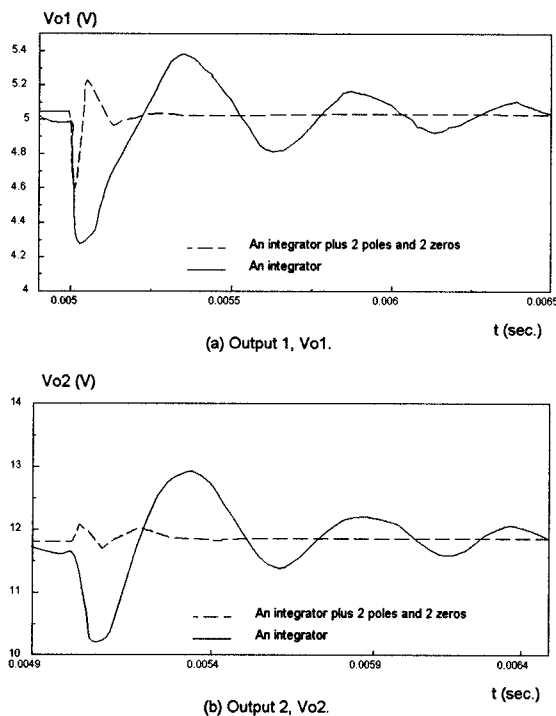 Vo1 (V)
5.4
5.2
5
4.8
4.6
4.4
4.2
4
An integrator plus 2 poles and 2 zeros
An integrator
0.005
0.0055
0.006
0.0065
t (sec.)
(a) Output 1, Vo1.
Vo2 (V)
14
13
12
11
10
An integrator plus 2 poles and 2 zeros
An integrator
0.0049
0.0054
0.0059
0.0064
t (sec.)
(b) Output 2, Vo2.